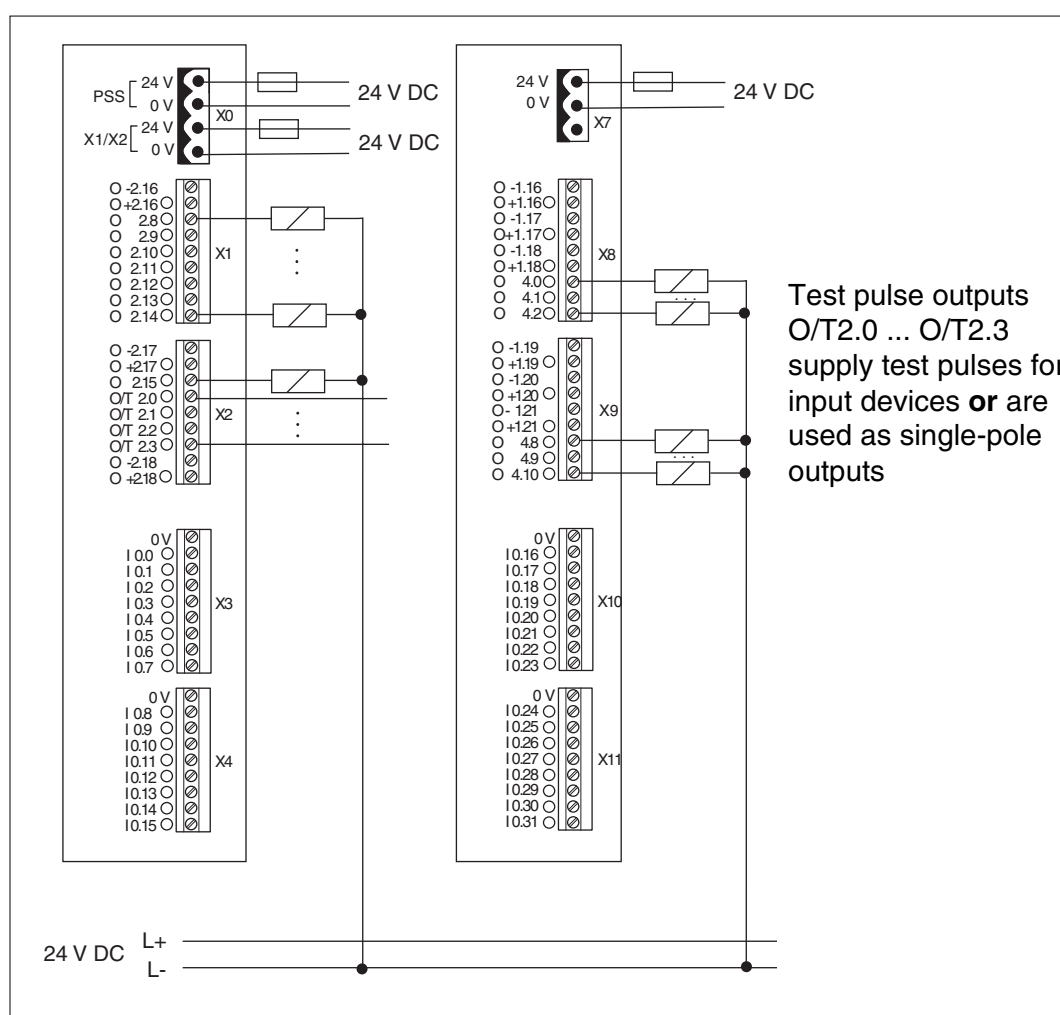 PSS 24 V
0 V
X1/X2 24 V
0 V
X0
24 V DC
24 V DC
O -2.16
O +2.16
O 2.8
O 2.9
O 2.10
O 2.11
O 2.12
O 2.13
O 2.14
X1
O -2.17
O +2.17
O 2.15
O/T 2.0
O/T 2.1
O/T 2.2
O/T 2.3
O -2.18
O +2.18
X2
0 V
I 0.0
I 0.1
I 0.2
I 0.3
I 0.4
I 0.5
I 0.6
I 0.7
X3
0 V
I 0.8
I 0.9
I 0.10
I 0.11
I 0.12
I 0.13
I 0.14
I 0.15
X4
24 V
0 V
X7
24 V DC
O -1.16
O +1.16
O -1.17
O+1.17
O -1.18
O +1.18
O 4.0
O 4.1
O 4.2
X8
O -1.19
O +1.19
O -1.20
O +1.20
O- 1.21
O +1.21
O 4.8
O 4.9
O 4.10
X9
0 V
I 0.16
I 0.17
I 0.18
I 0.19
I 0.20
I 0.21
I 0.22
I 0.23
X10
0 V
I 0.24
I 0.25
I 0.26
I 0.27
I 0.28
I 0.29
I 0.30
I 0.31
X11
Test pulse outputs
O/T2.0 ... O/T2.3
supply test pulses for
input devices or are
used as single-pole
outputs
24 V DC
L+
L-